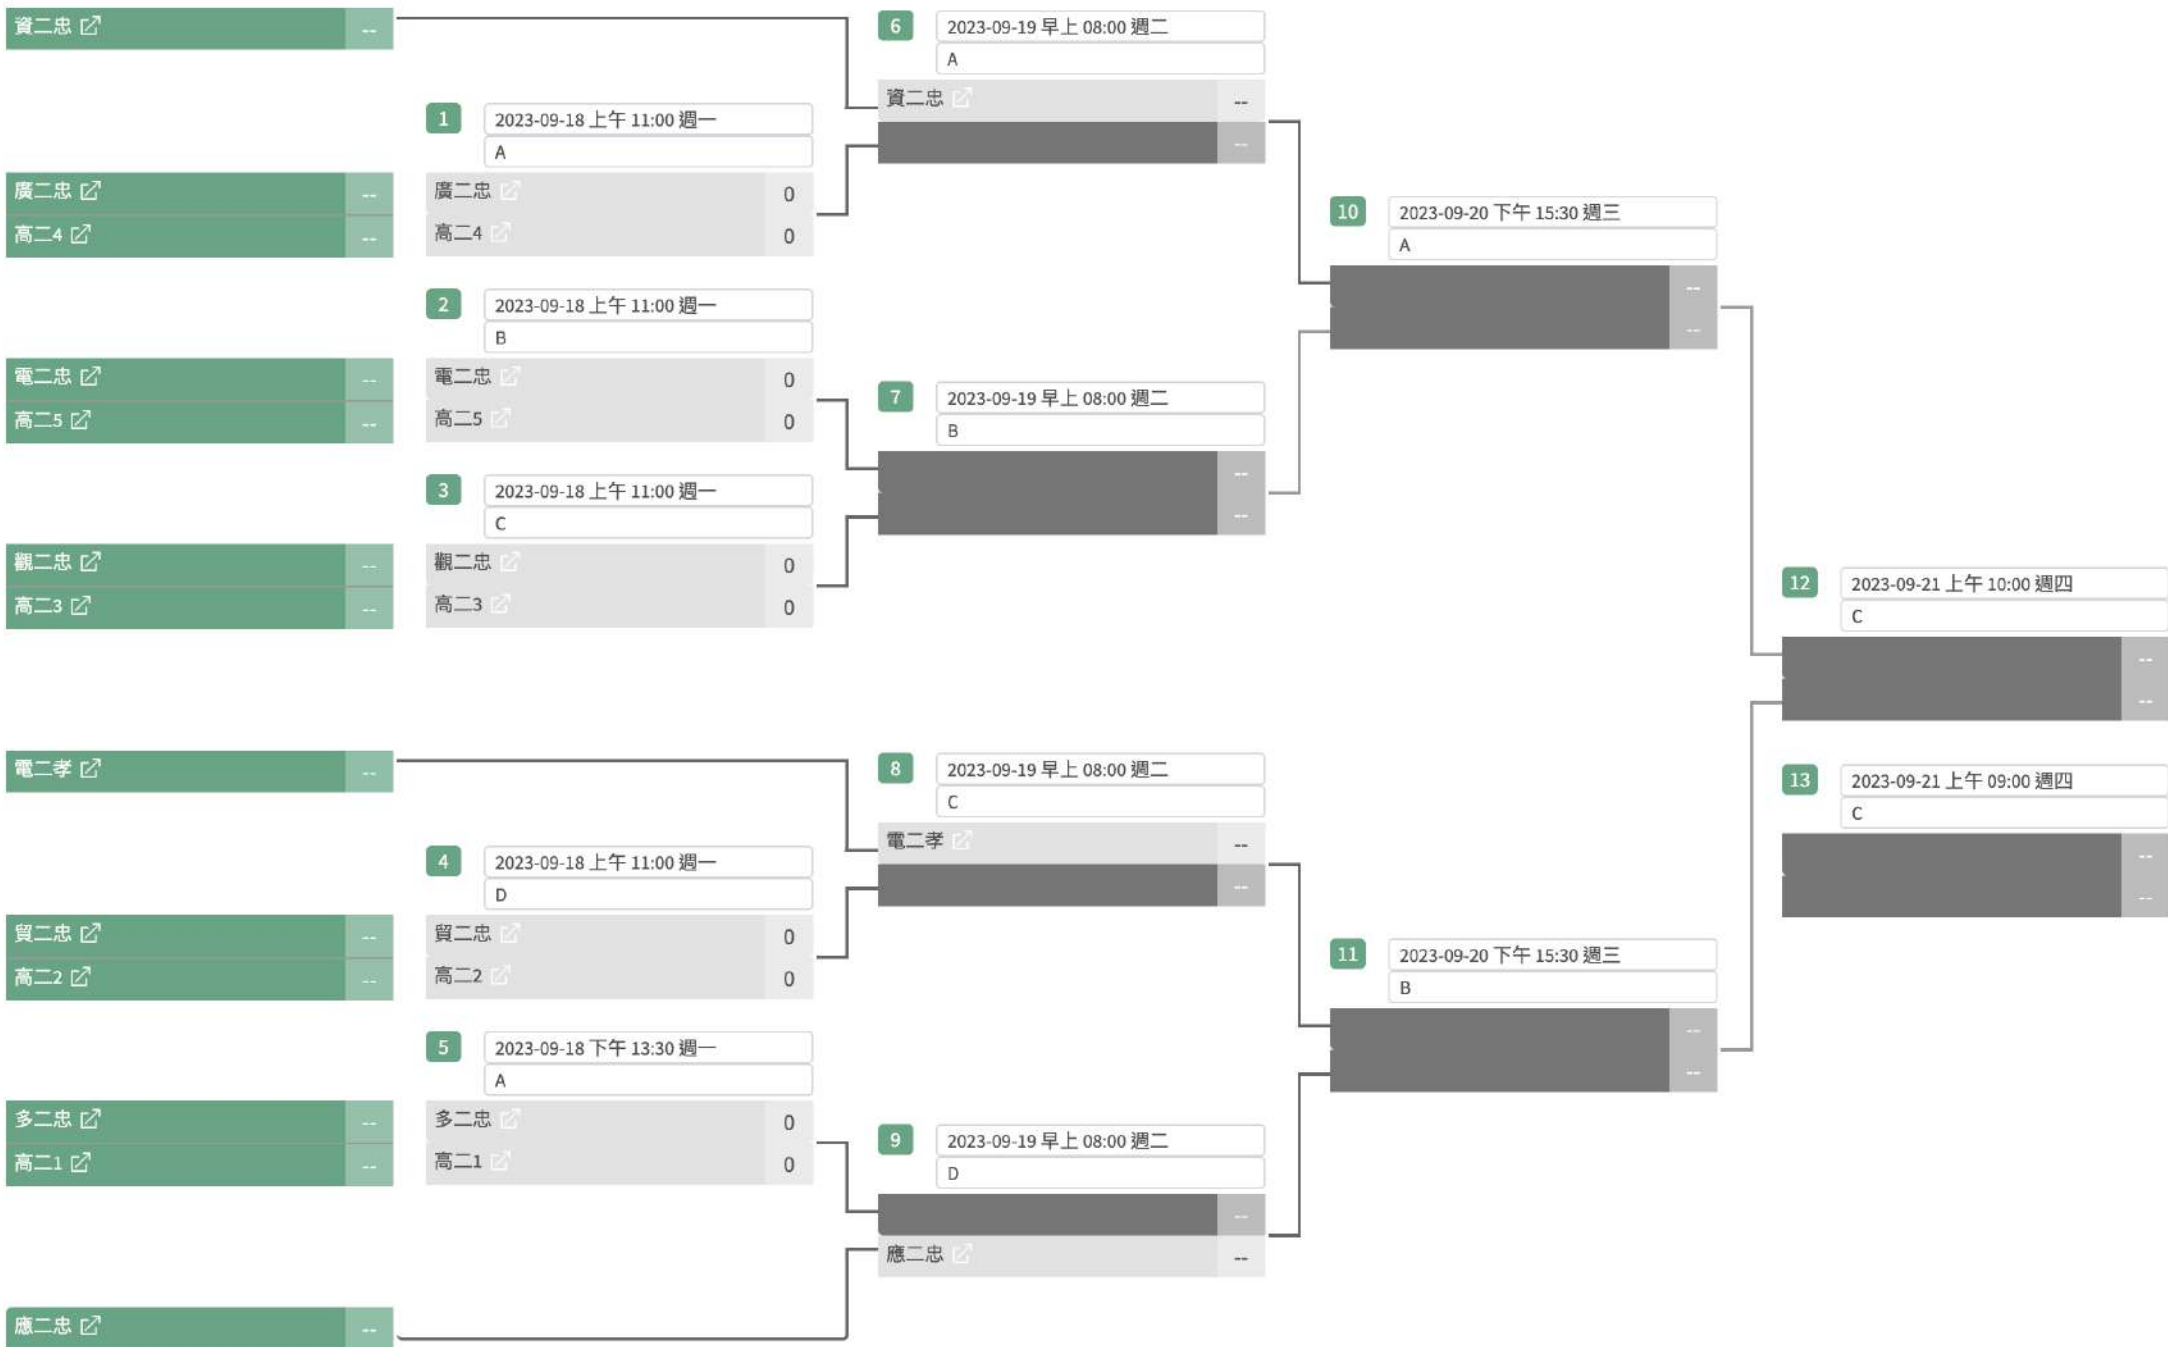 資二忠
--
廣二忠
--
高二4
--
電二忠
--
高二5
--
觀二忠
--
高二3
--
電二孝
--
貿二忠
--
高二2
--
多二忠
--
高二1
--
應二忠
--
1
2023-09-18 上午 11:00 週一
A
廣二忠
0
高二4
0
2
2023-09-18 上午 11:00 週一
B
電二忠
0
高二5
0
3
2023-09-18 上午 11:00 週一
C
觀二忠
0
高二3
0
4
2023-09-18 上午 11:00 週一
D
貿二忠
0
高二2
0
5
2023-09-18 下午 13:30 週一
A
多二忠
0
高二1
0
6
2023-09-19 早上 08:00 週二
A
資二忠
--
--
7
2023-09-19 早上 08:00 週二
B
--
--
8
2023-09-19 早上 08:00 週二
C
電二孝
--
--
9
2023-09-19 早上 08:00 週二
D
--
應二忠
--
10
2023-09-20 下午 15:30 週三
A
--
--
11
2023-09-20 下午 15:30 週三
B
--
--
12
2023-09-21 上午 10:00 週四
C
--
--
13
2023-09-21 上午 09:00 週四
C
--
--